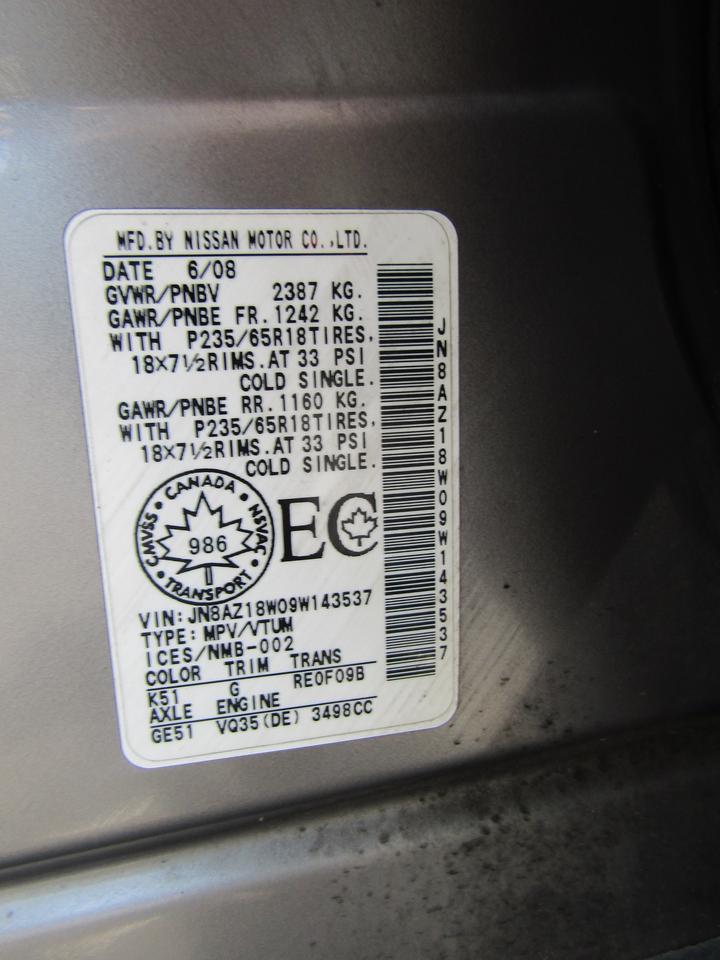 MFD.BY NISSAN MOTOR CO.,LTD.
DATE 6/08
GVWR/PNBV 2387 KG.
GAWR/PNBE FR.1242 KG.
WITH P235/65R18TIRES,
18X7½RIMS.AT 33 PSI
COLD SINGLE.
GAWR/PNBE RR.1160 KG.
WITH P235/65R18TIRES,
18X7½RIMS.AT 33 PSI
COLD SINGLE.
CANADA
CMVSS NSVAC
986
TRANSPORT
EC
VIN:JN8AZ18W09W143537
TYPE:MPV/VTUM
ICES/NMB-002
COLOR TRIM TRANS
K51 G RE0F09B
AXLE ENGINE
GE51 VQ35(DE) 3498CC
JN8AZ18W09W143537